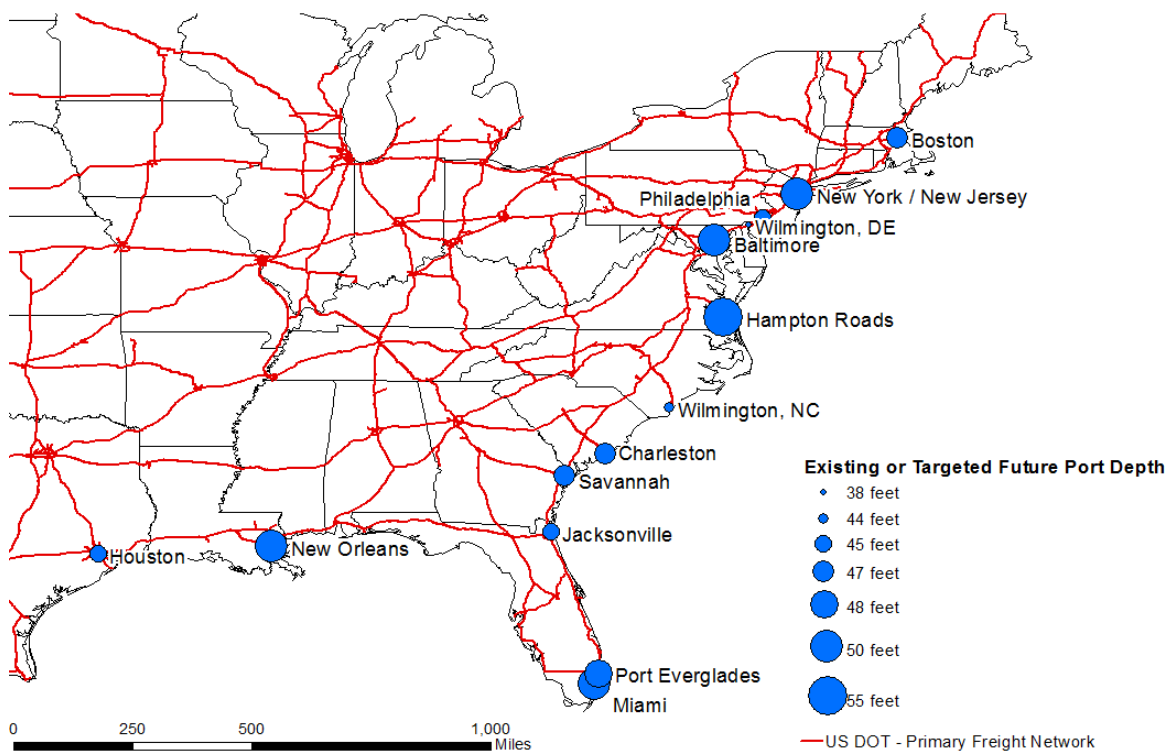 Boston
Philadelphia
New York / New Jersey
Wilmington, DE
Baltimore
Hampton Roads
Wilmington, NC
Charleston
Savannah
Jacksonville
New Orleans
Houston
Port Everglades
Miami
Existing or Targeted Future Port Depth
38 feet
44 feet
45 feet
47 feet
48 feet
50 feet
55 feet
US DOT - Primary Freight Network
0 250 500 1,000
Miles